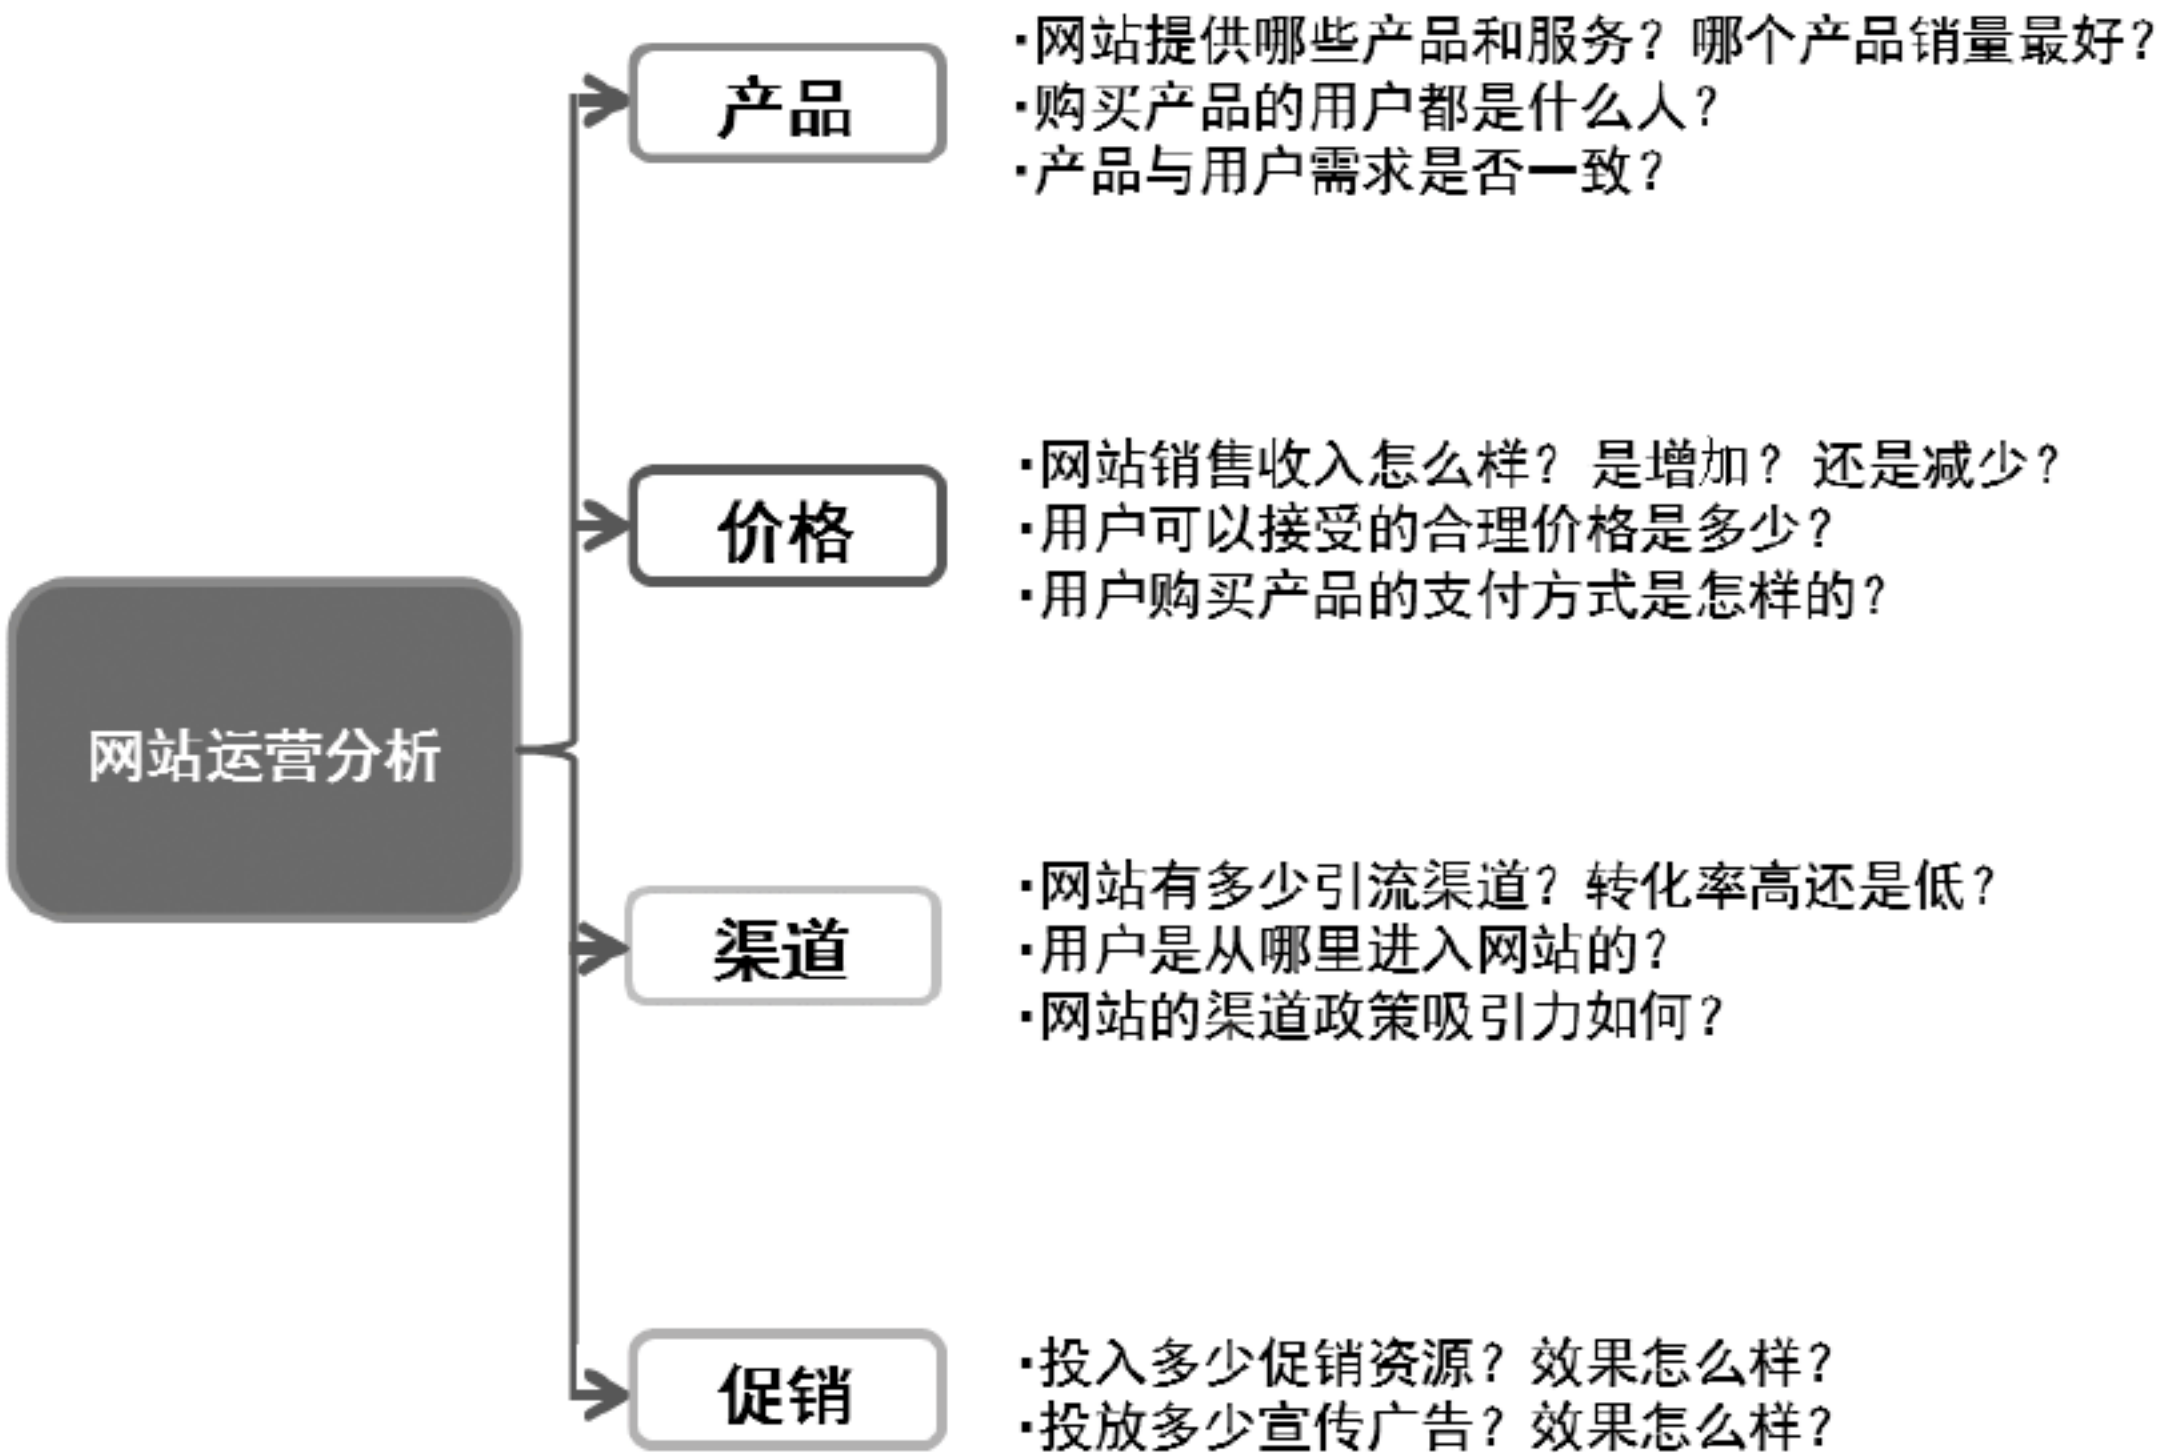 产品
·网站提供哪些产品和服务？哪个产品销量最好？
·购买产品的用户都是什么人？
·产品与用户需求是否一致？
价格
·网站销售收入怎么样？是增加？还是减少？
·用户可以接受的合理价格是多少？
·用户购买产品的支付方式是怎样的？
网站运营分析
渠道
·网站有多少引流渠道？转化率高还是低？
·用户是从哪里进入网站的？
·网站的渠道政策吸引力如何？
促销
·投入多少促销资源？效果怎么样？
·投放多少宣传广告？效果怎么样？